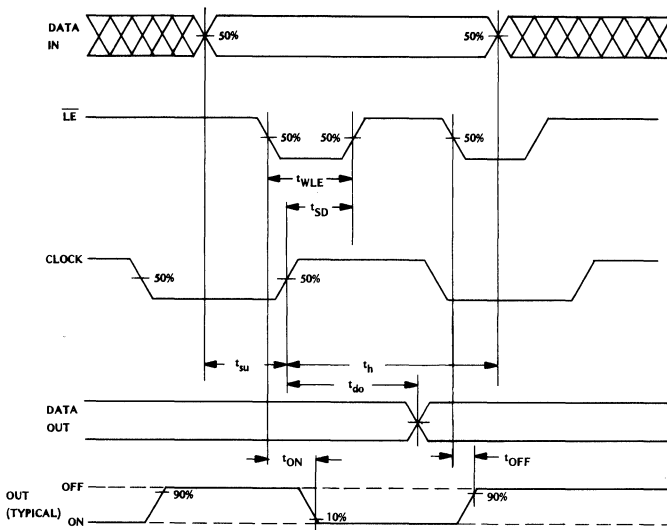 DATA
IN
50%
50%
LE
50%
50%
50%
tWLE
tSD
CLOCK
50%
50%
tsu
th
tdo
DATA
OUT
tON
tOFF
OUT
(TYPICAL)
OFF
ON
90%
10%
90%